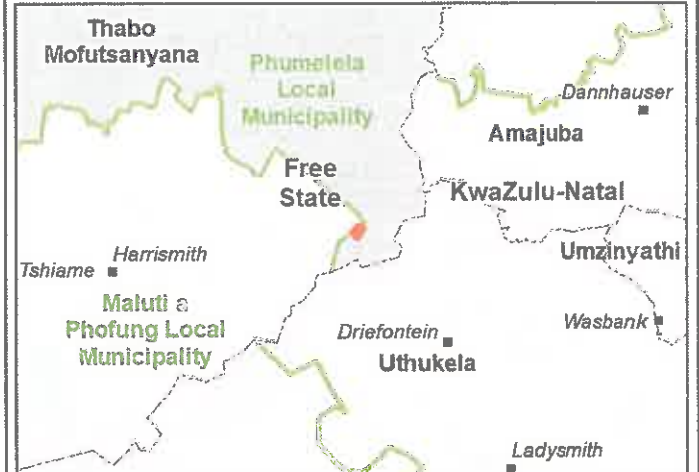 Thabo
Mofutsanyana
Phumelela
Local
Municipality
Dannhauser
Amajuba
Free
State
KwaZulu-Natal
Umzinyathi
Harrismith
Tshiame
Maluti a
Phofung Local
Municipality
Driefontein
Wasbank
Uthukela
Ladysmith